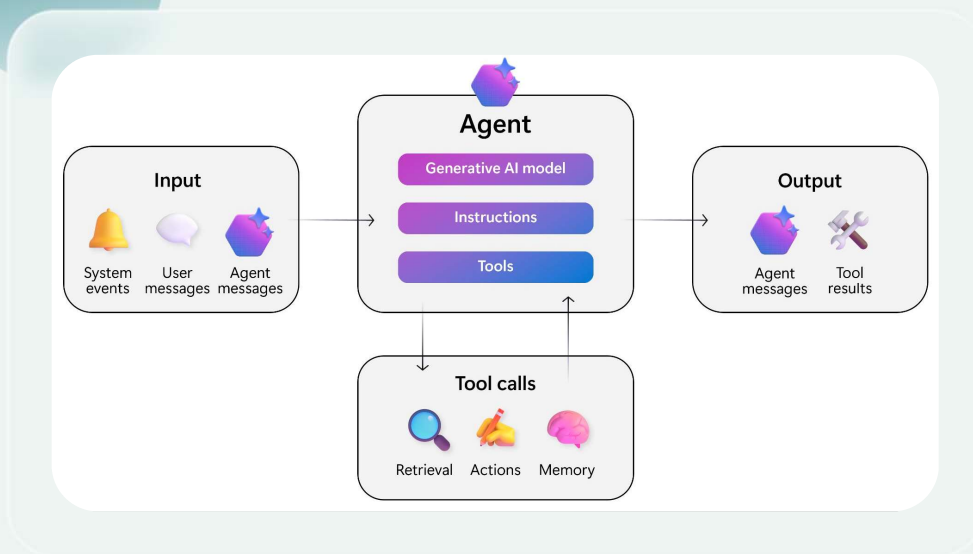 Agent
Generative AI model
Instructions
Tools
Input
System
events
User
messages
Agent
messages
Output
Agent
messages
Tool
results
Tool calls
Retrieval
Actions
Memory